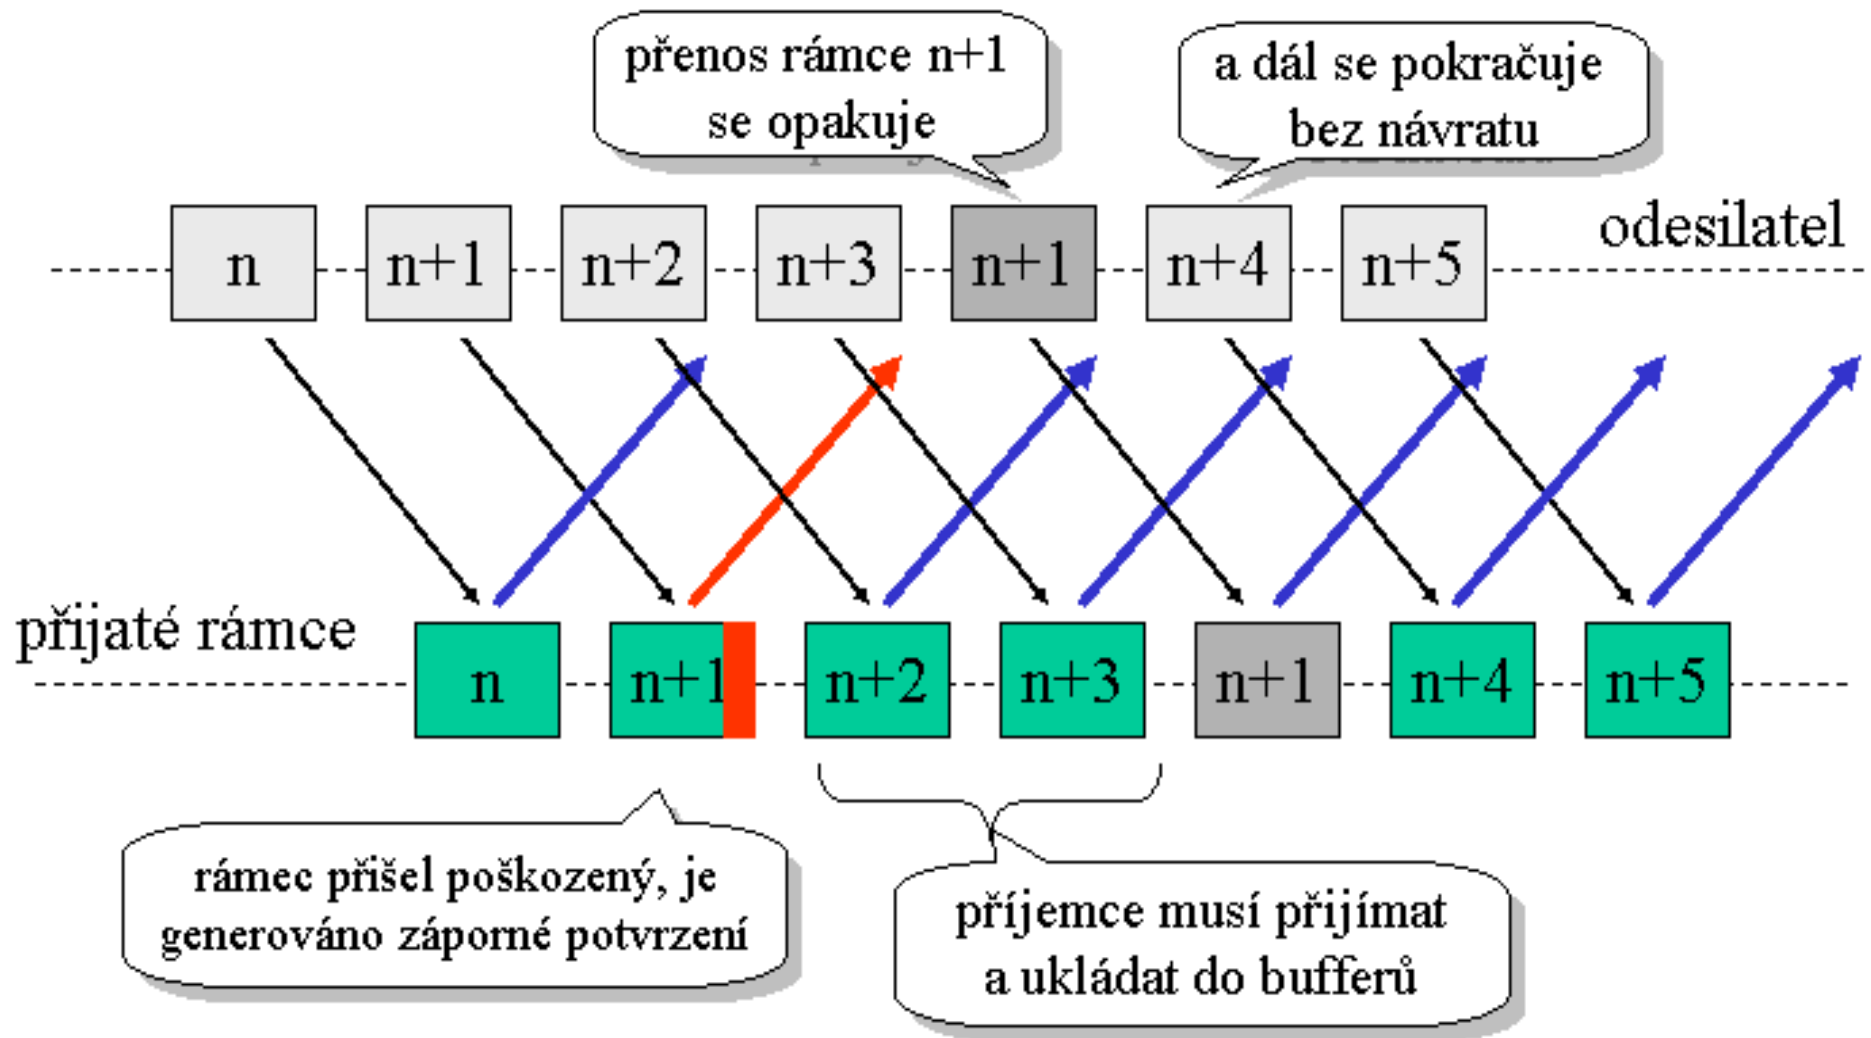 přenos rámce n+1
se opakuje
a dál se pokračuje
bez návratu
n n+1 n+2 n+3 n+1 n+4 n+5
odesilatel
přijaté rámce
n n+1 n+2 n+3 n+1 n+4 n+5
rámec přišel poškozený, je
generováno záporné potvrzení
příjemce musí přijímat
a ukládat do bufferů